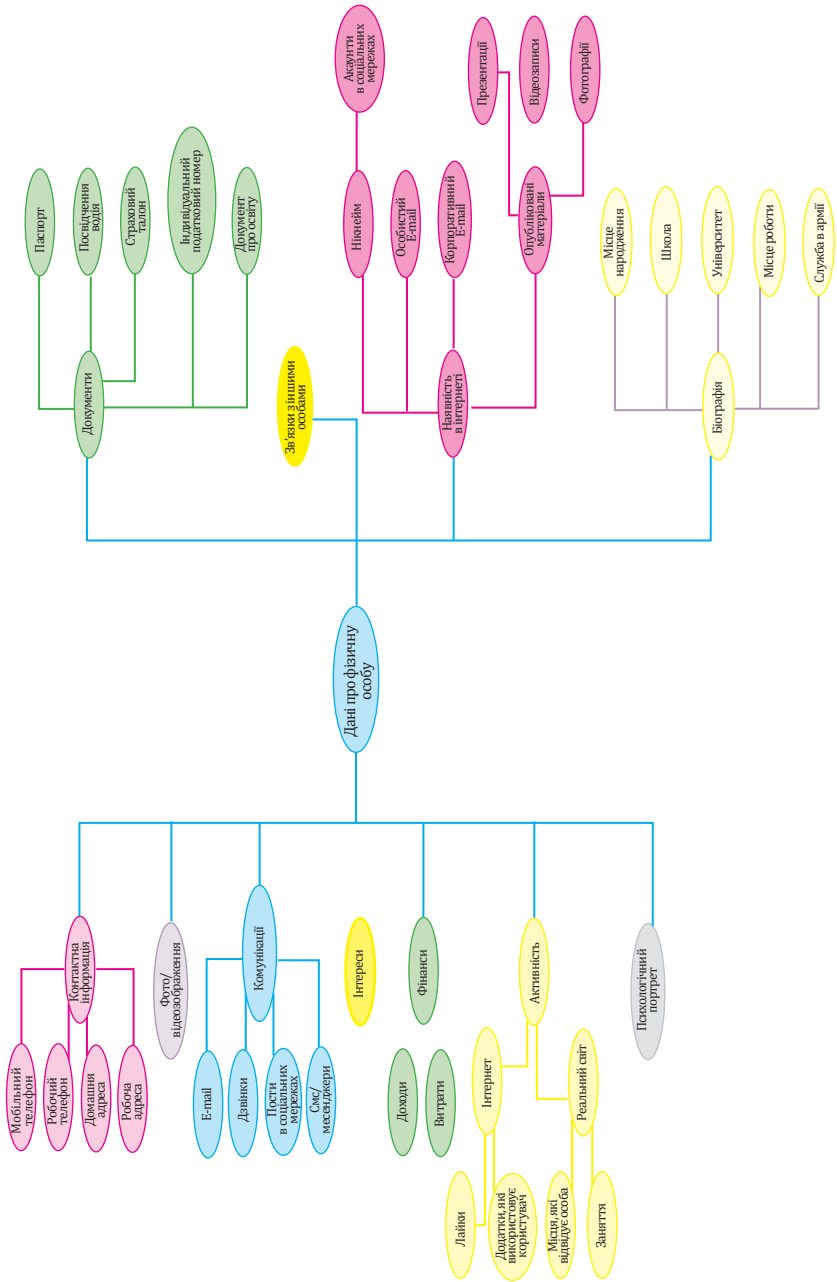 Дані про фізичну
особу
Контактна
інформація
Мобільний
телефон
Робочий
телефон
Домашня
адреса
Робоча
адреса
Фото/
відеозображення
Комунікації
E-mail
Дзвінки
Пости
в соціальних
мережах
Смс/
месенджери
Інтереси
Фінанси
Доходи
Витрати
Активність
Інтернет
Лайки
Додатки, які
використовує
користувач
Реальний світ
Місця, які
відвідує особа
Заняття
Психологічний
портрет
Документи
Паспорт
Посвідчення
водія
Страховий
талон
Індивідуальний
податковий номер
Документ
про освіту
Зв'язки з іншими
особами
Наявність
в інтернеті
Нікнейм
Акаунти
в соціальних
мережах
Особистий
E-mail
Корпоративний
E-mail
Опубліковані
матеріали
Презентації
Відеозаписи
Фотографії
Біографія
Місце
народження
Школа
Університет
Місце роботи
Служба в армії